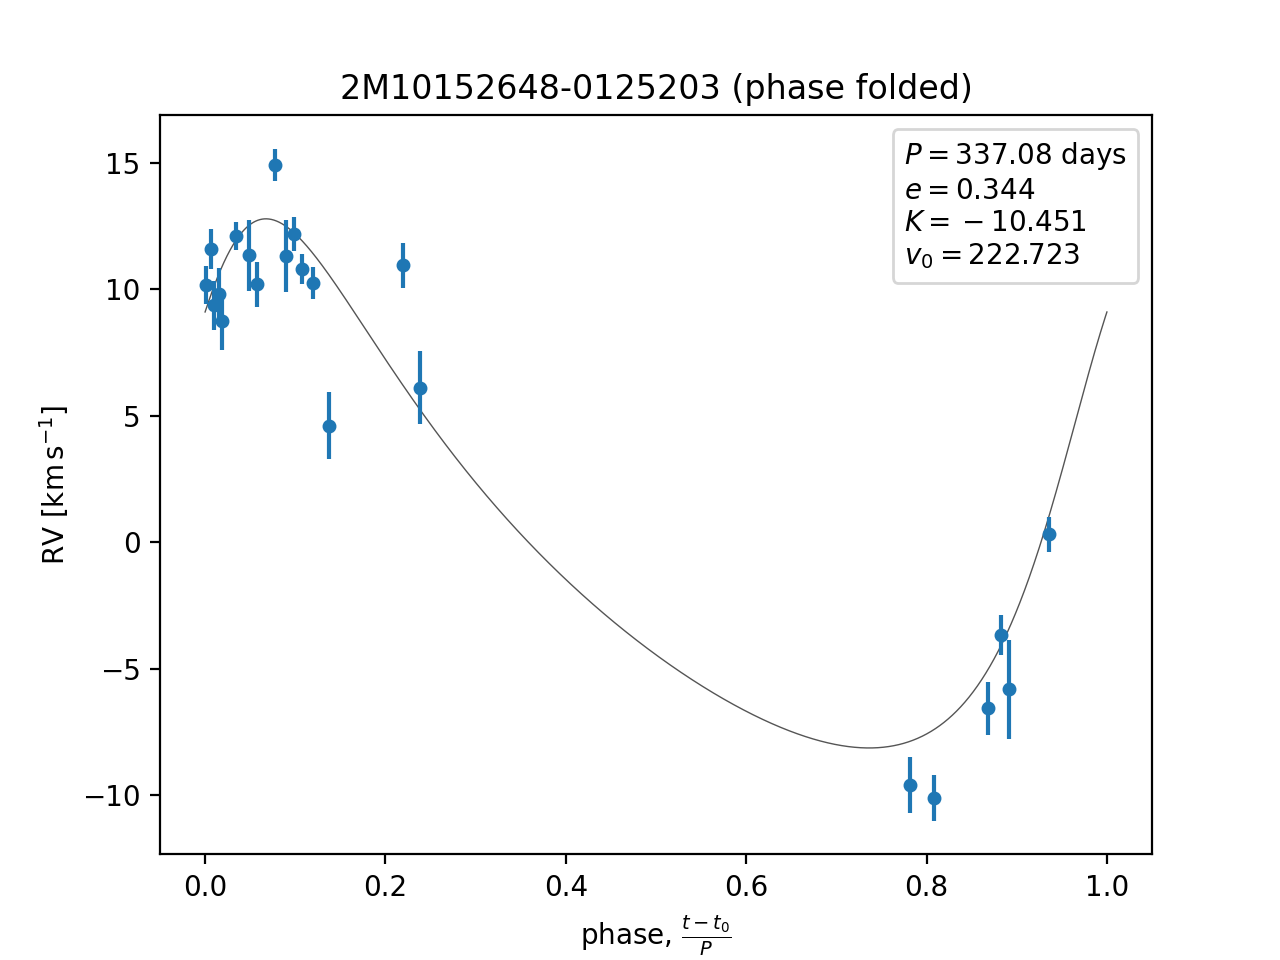 2M10152648-0125203 (phase folded)
P = 337.08 days
e = 0.344
K = −10.451
v₀ = 222.723
15
10
5
0
−5
−10
RV [km s⁻¹]
0.0 0.2 0.4 0.6 0.8 1.0
phase, (t − t₀)/P